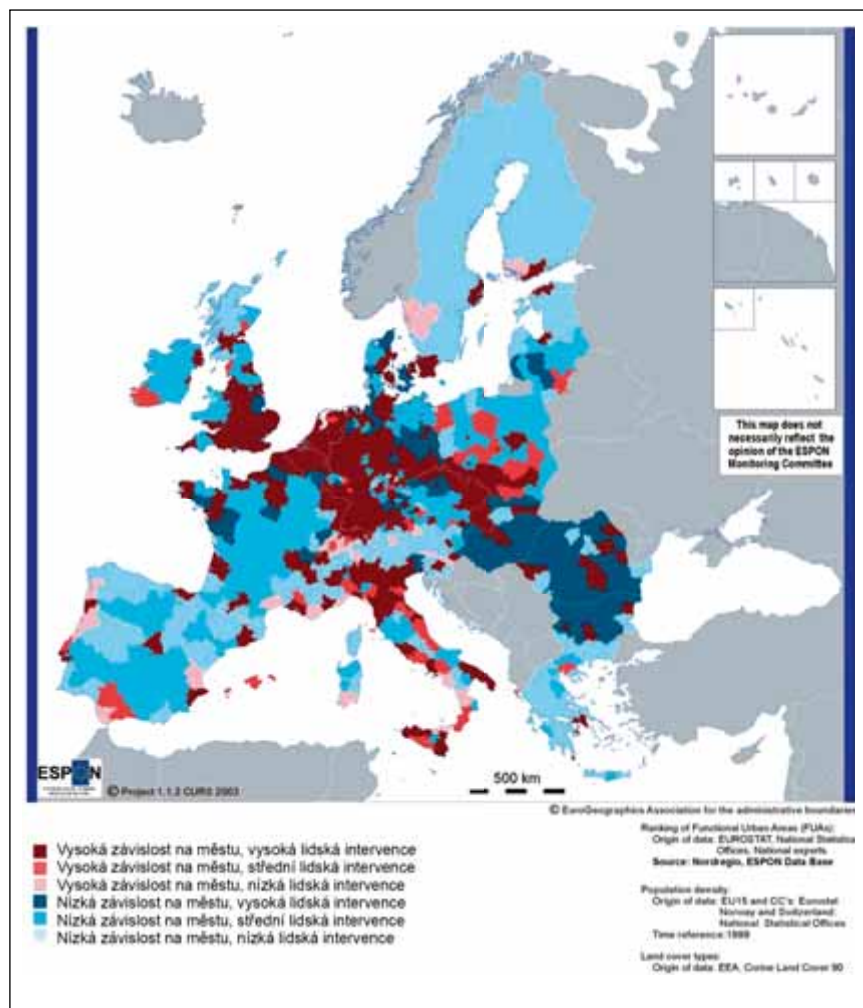 This map does not
necessarily reflect the
opinion of the ESPON
Monitoring Committee
ESPON
© Project 1.1.2 CURS 2003
500 km
© EuroGeographics Association for the administrative boundaries
Vysoká závislost na městu, vysoká lidská intervence
Vysoká závislost na městu, střední lidská intervence
Vysoká závislost na městu, nízká lidská intervence
Nízká závislost na městu, vysoká lidská intervence
Nízká závislost na městu, střední lidská intervence
Nízká závislost na městu, nízká lidská intervence
Ranking of Functional Urban Areas (FUAs):
Origin of data: EUROSTAT, National Statistica
Offices, National experts
Source: Nordregio, ESPON Data Base
Population density:
Origin of data: EU15 and CC's: Eurostat
Norway and Switzerland:
National Statistical Offices
Time reference:1999
Land cover types:
Origin of data: EEA, Corine Land Cover 90